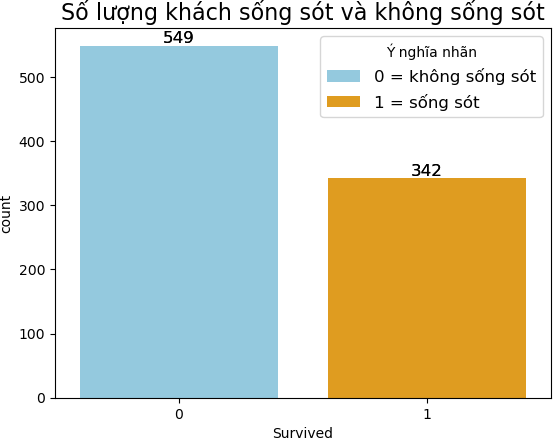 Số lượng khách sống sót và không sống sót
549
Ý nghĩa nhãn
0 = không sống sót
1 = sống sót
342
500
400
300
200
100
0
count
0
1
Survived